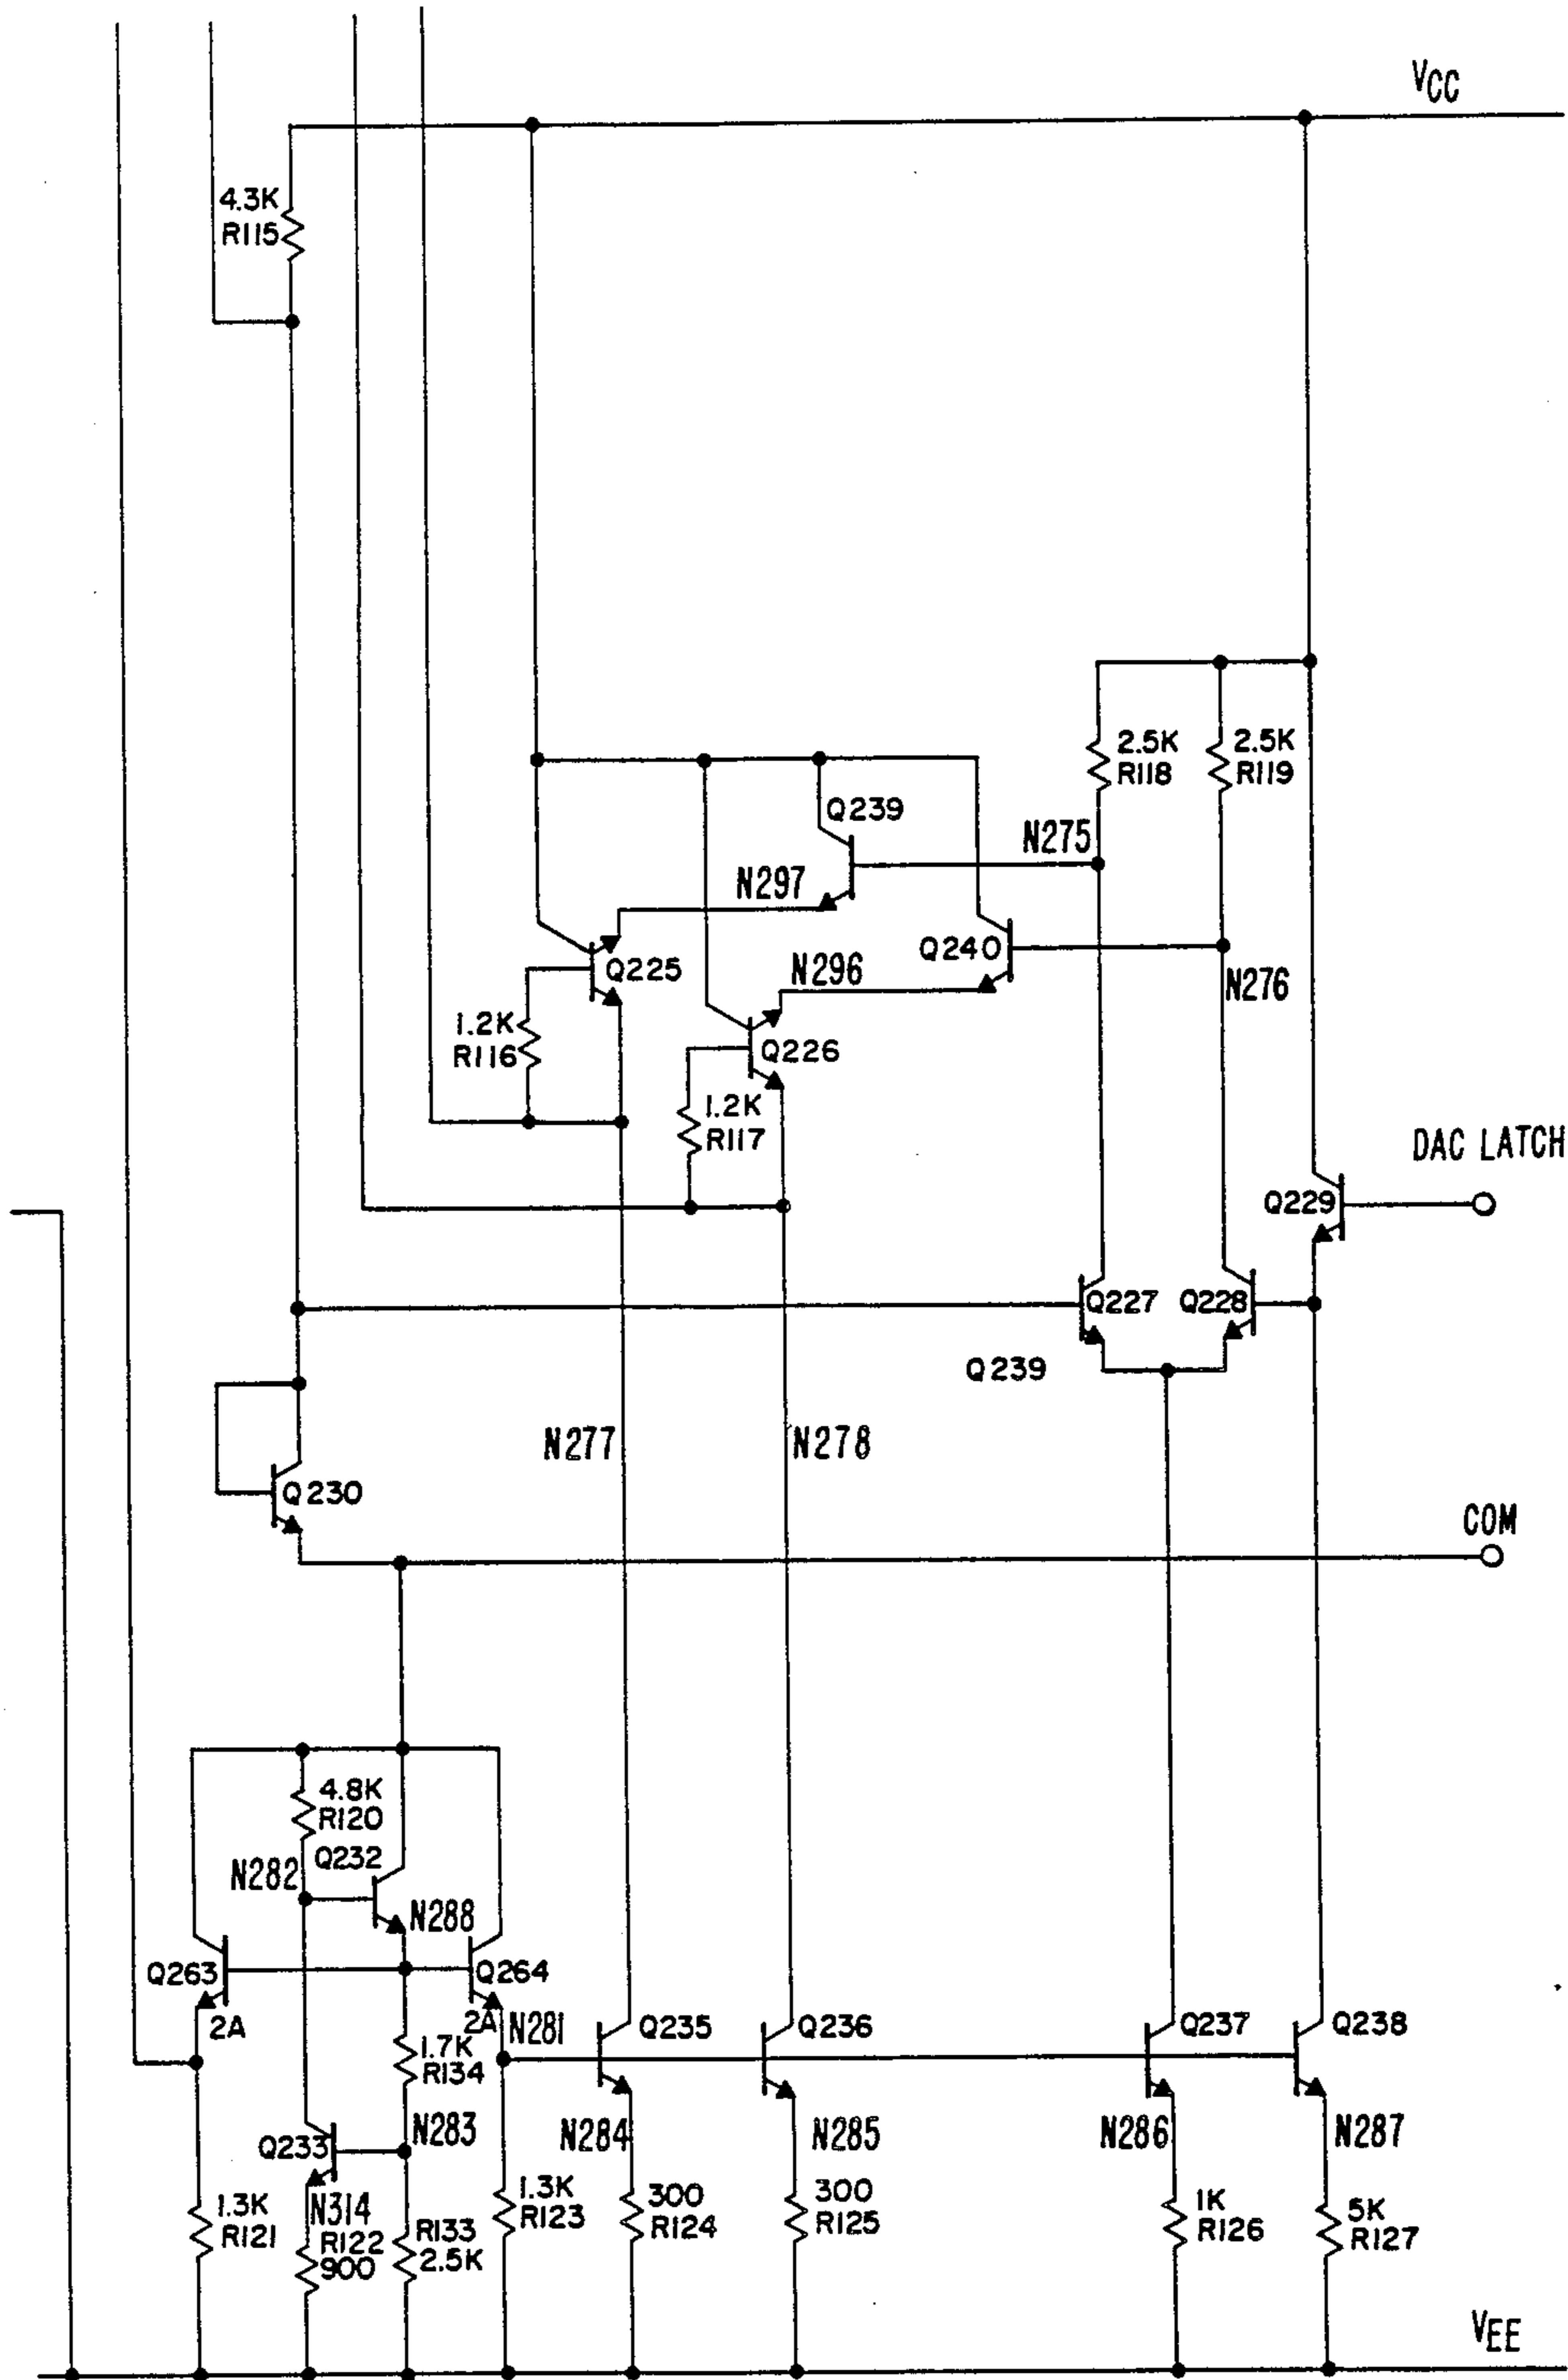 VCC
4.3K
R115
2.5K
R118
2.5K
R119
Q239
N275
N297
Q240
Q225
N296
N276
1.2K
R116
Q226
1.2K
R117
DAC LATCH
Q229
Q227
Q228
Q239
N277
N278
Q230
COM
4.8K
R120
Q232
N282
N288
Q263
Q264
2A
2A
N281
Q235
Q236
Q237
Q238
1.7K
R134
N283
Q233
N284
N285
N286
N287
1.3K
R121
N314
R122
900
R133
2.5K
1.3K
R123
300
R124
300
R125
1K
R126
5K
R127
VEE